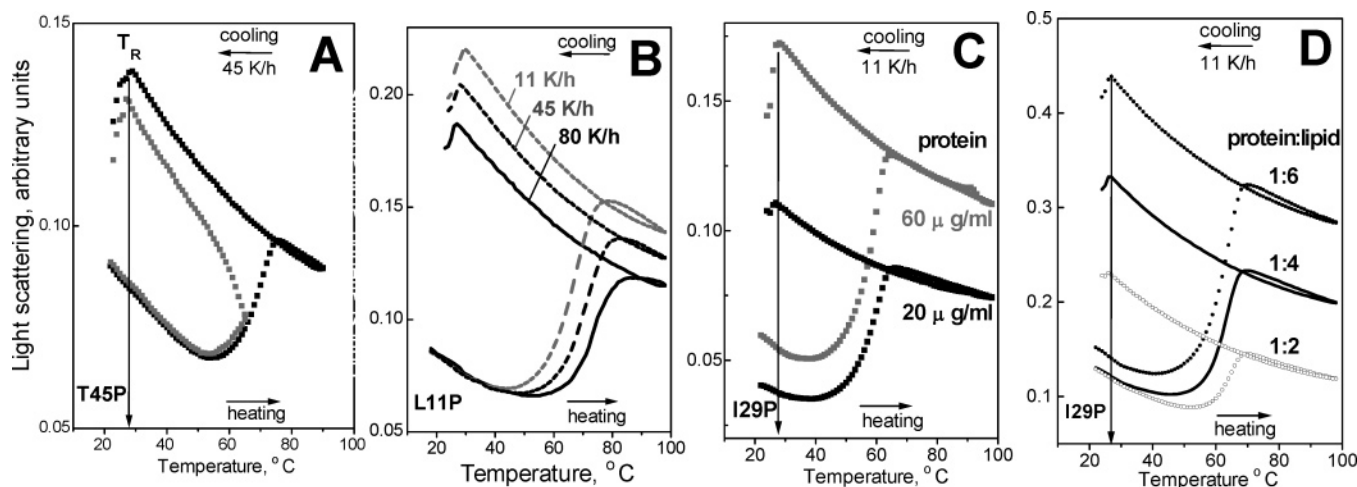 Light scattering, arbitrary units
0.15
0.10
0.05
T_R
cooling
45 K/h
A
T45P
heating
20 40 60 80 100
Temperature, °C
0.20
0.15
0.10
0.05
cooling
B
11 K/h
45 K/h
80 K/h
L11P
heating
20 40 60 80 100
Temperature, °C
0.15
0.10
0.05
cooling
11 K/h
C
protein
60 μ g/ml
20 μ g/ml
I29P
heating
20 40 60 80 100
Temperature, °C
0.5
0.4
0.3
0.2
0.1
cooling
11 K/h
D
protein:lipid
1:6
1:4
1:2
I29P
heating
20 40 60 80 100
Temperature, °C